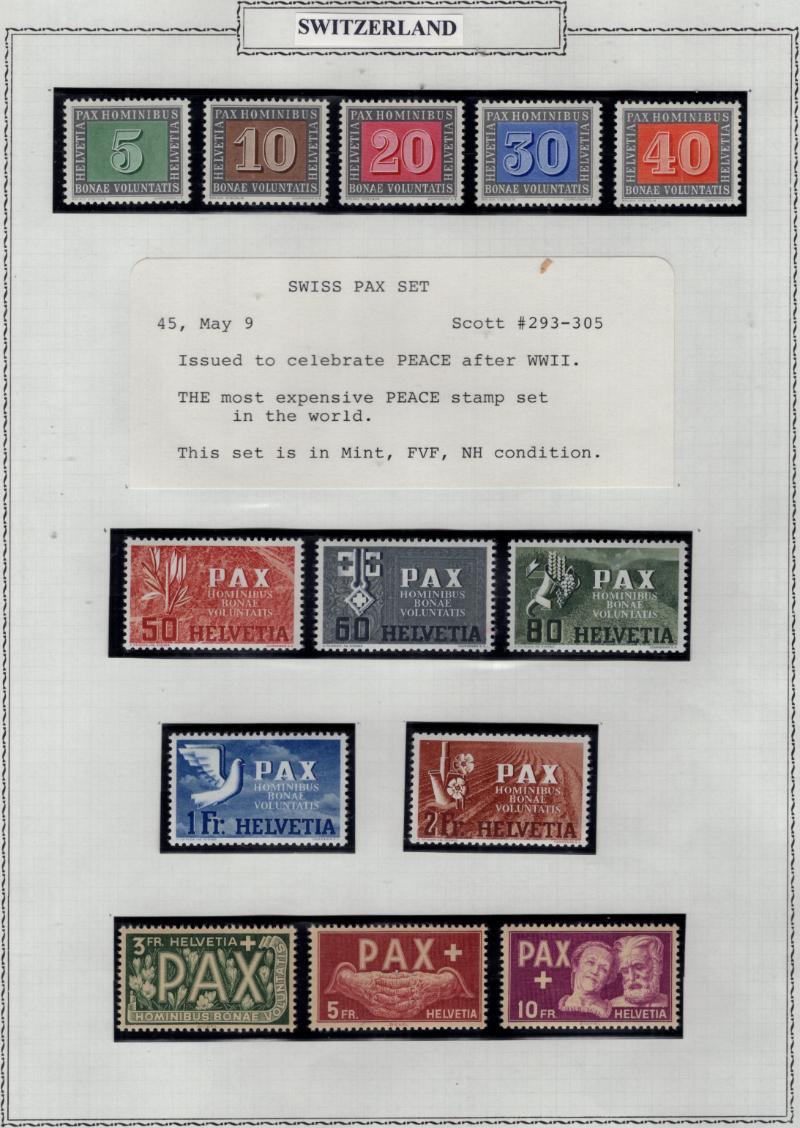 SWITZERLAND
PAX HOMINIBUS
HELVETIA
5
HELVETIA
BONAE VOLUNTATIS
PAX HOMINIBUS
HELVETIA
10
HELVETIA
BONAE VOLUNTATIS
PAX HOMINIBUS
HELVETIA
20
HELVETIA
BONAE VOLUNTATIS
PAX HOMINIBUS
HELVETIA
30
HELVETIA
BONAE VOLUNTATIS
PAX HOMINIBUS
HELVETIA
40
HELVETIA
BONAE VOLUNTATIS
SWISS PAX SET
45, May 9 Scott #293-305
Issued to celebrate PEACE after WWII.
THE most expensive PEACE stamp set
in the world.
This set is in Mint, FVF, NH condition.
PAX
HOMINIBUS
BONAE
VOLUNTATIS
50 HELVETIA
PAX
HOMINIBUS
BONAE
VOLUNTATIS
60 HELVETIA
PAX
HOMINIBUS
BONAE
VOLUNTATIS
80 HELVETIA
PAX
HOMINIBUS
BONAE
VOLUNTATIS
1 Fr: HELVETIA
PAX
HOMINIBUS
BONAE
VOLUNTATIS
2 Fr: HELVETIA
3 FR. HELVETIA +
PAX
HOMINIBUS BONAE VOLUNTATIS
PAX +
5 FR. HELVETIA
PAX
+
10 FR. HELVETIA